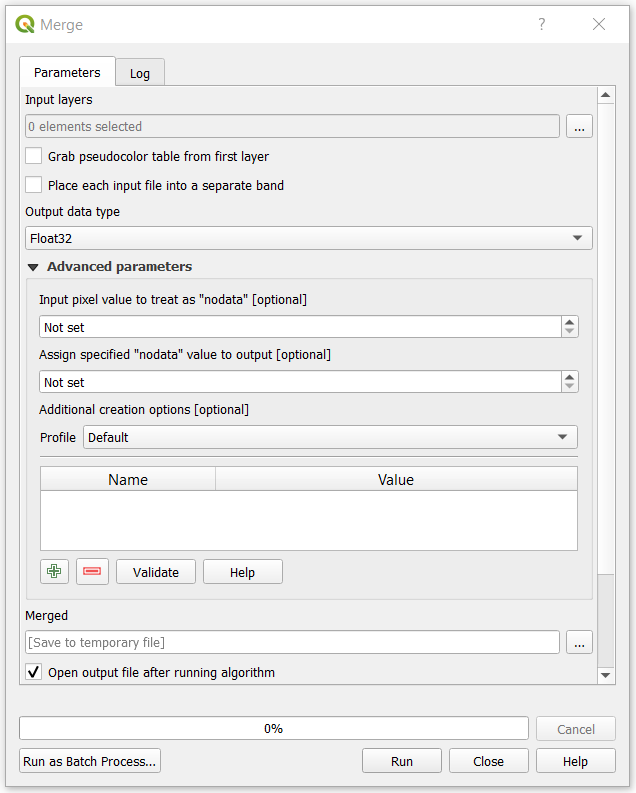 Merge
Parameters
Log
Input layers
0 elements selected
...
Grab pseudocolor table from first layer
Place each input file into a separate band
Output data type
Float32
Advanced parameters
Input pixel value to treat as "nodata" [optional]
Not set
Assign specified "nodata" value to output [optional]
Not set
Additional creation options [optional]
Profile Default
Name Value
Validate Help
Merged
[Save to temporary file]
...
Open output file after running algorithm
0% Cancel
Run as Batch Process... Run Close Help